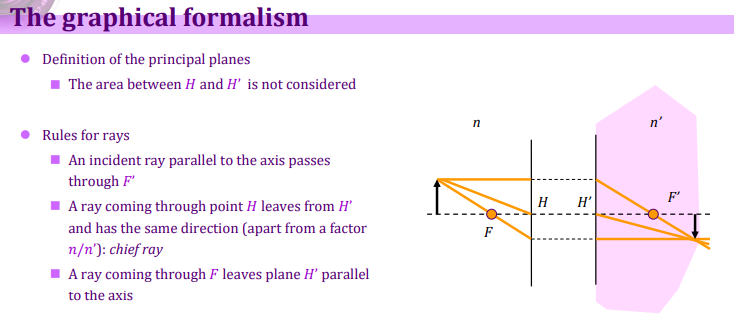 The graphical formalism
Definition of the principal planes
The area between H and H’ is not considered
Rules for rays
An incident ray parallel to the axis passes
through F’
A ray coming through point H leaves from H’
and has the same direction (apart from a factor
n/n’): chief ray
A ray coming through F leaves plane H’ parallel
to the axis
n
n’
H
H’
F’
F